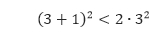 (3 + 1)² < 2 · 3²